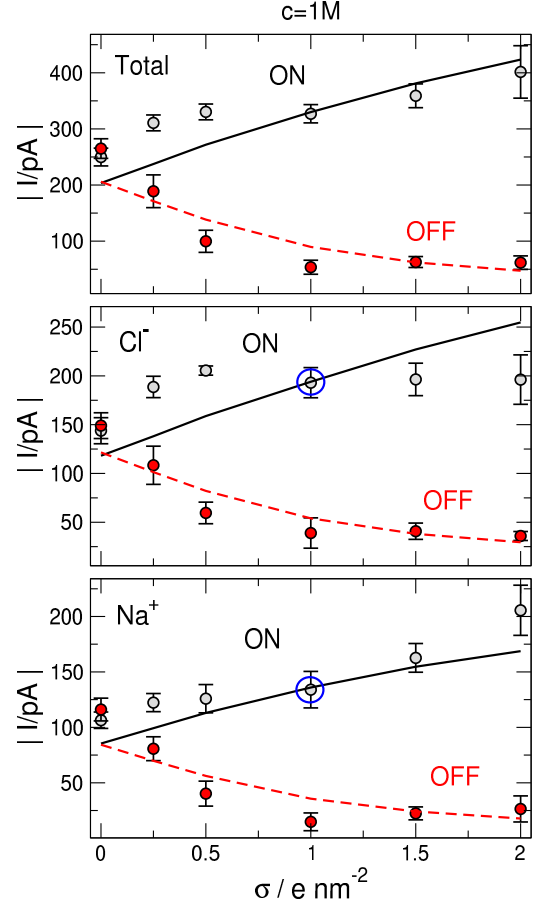 c=1M
Total
ON
OFF
| I/pA |
400
300
200
100
Cl⁻
ON
OFF
| I/pA |
250
200
150
100
50
Na⁺
ON
OFF
| I/pA |
200
150
100
50
0 0.5 1 1.5 2
σ / e nm⁻²